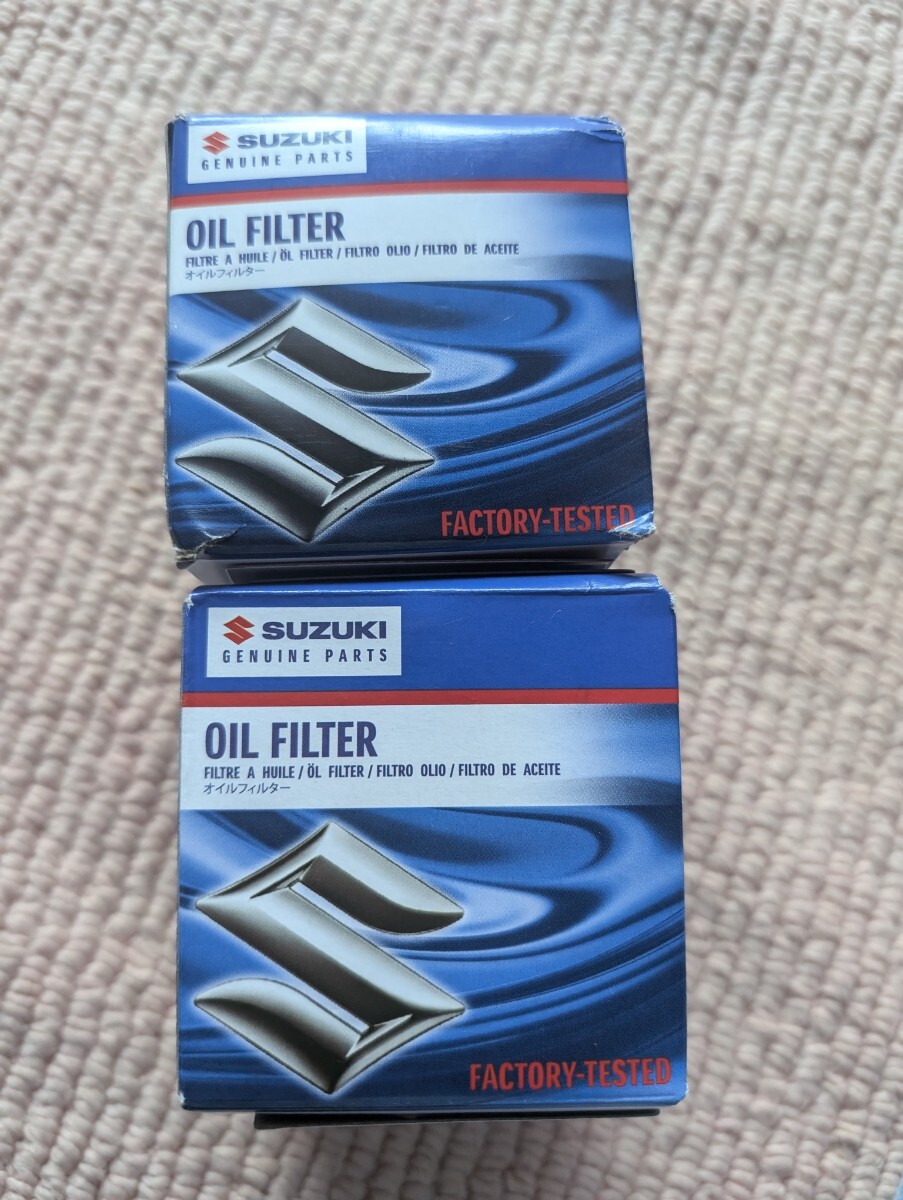 SUZUKI
GENUINE PARTS
OIL FILTER
FILTRE A HUILE / ÖL FILTER / FILTRO OLIO / FILTRO DE ACEITE
オイルフィルター
FACTORY-TESTED
SUZUKI
GENUINE PARTS
OIL FILTER
FILTRE A HUILE / ÖL FILTER / FILTRO OLIO / FILTRO DE ACEITE
オイルフィルター
FACTORY-TESTED